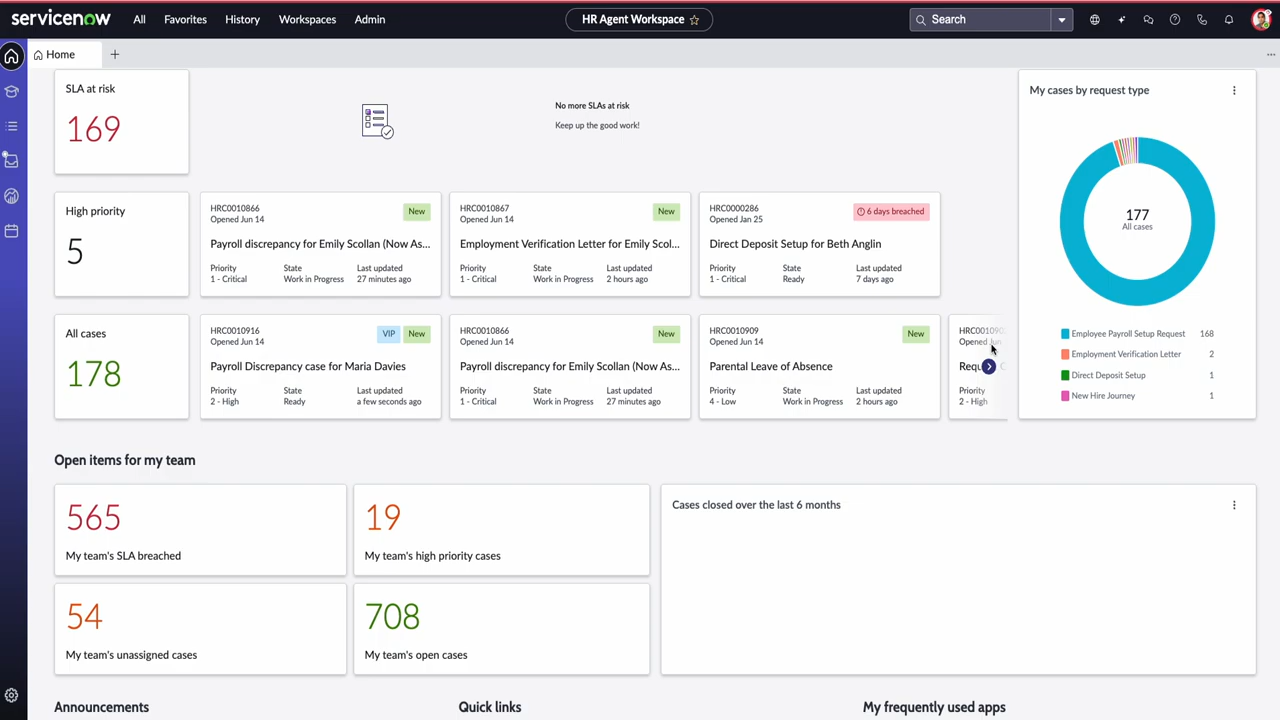 servicenow
All
Favorites
History
Workspaces
Admin
HR Agent Workspace
Search
Home
SLA at risk
169
No more SLAs at risk
Keep up the good work!
High priority
5
HRC0010866
Opened Jun 14
New
Payroll discrepancy for Emily Scollan (Now As...
Priority
State
Last updated
1 - Critical
Work in Progress
27 minutes ago
HRC0010867
Opened Jun 14
New
Employment Verification Letter for Emily Scol...
Priority
State
Last updated
1 - Critical
Work in Progress
2 hours ago
HRC0000286
Opened Jan 25
6 days breached
Direct Deposit Setup for Beth Anglin
Priority
State
Last updated
1 - Critical
Ready
7 days ago
All cases
178
HRC0010916
Opened Jun 14
VIP
New
Payroll Discrepancy case for Maria Davies
Priority
State
Last updated
2 - High
Ready
a few seconds ago
HRC0010866
Opened Jun 14
New
Payroll discrepancy for Emily Scollan (Now As...
Priority
State
Last updated
1 - Critical
Work in Progress
27 minutes ago
HRC0010909
Opened Jun 14
New
Parental Leave of Absence
Priority
State
Last updated
4 - Low
Work in Progress
2 hours ago
Opened
Priority
2 - High
My cases by request type
177
All cases
Employee Payroll Setup Request 168
Employment Verification Letter 2
Direct Deposit Setup 1
New Hire Journey 1
Open items for my team
565
My team's SLA breached
19
My team's high priority cases
54
My team's unassigned cases
708
My team's open cases
Cases closed over the last 6 months
Announcements
Quick links
My frequently used apps